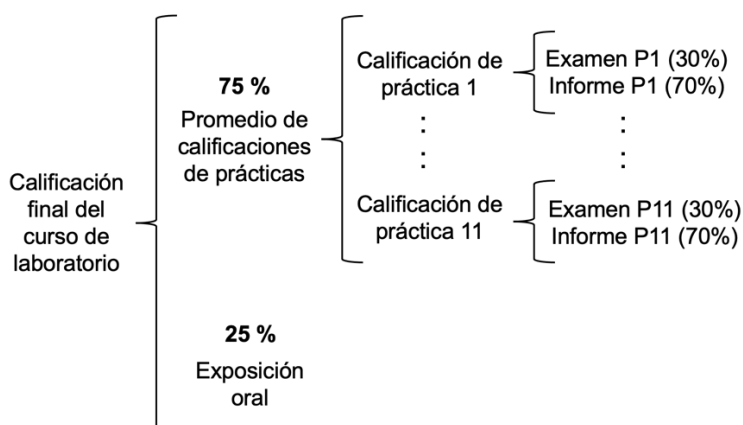 Calificación
final del
curso de
laboratorio
75 %
Promedio de
calificaciones
de prácticas
Calificación de
práctica 1
Examen P1 (30%)
Informe P1 (70%)
⋮
⋮
⋮
⋮
Calificación de
práctica 11
Examen P11 (30%)
Informe P11 (70%)
25 %
Exposición
oral